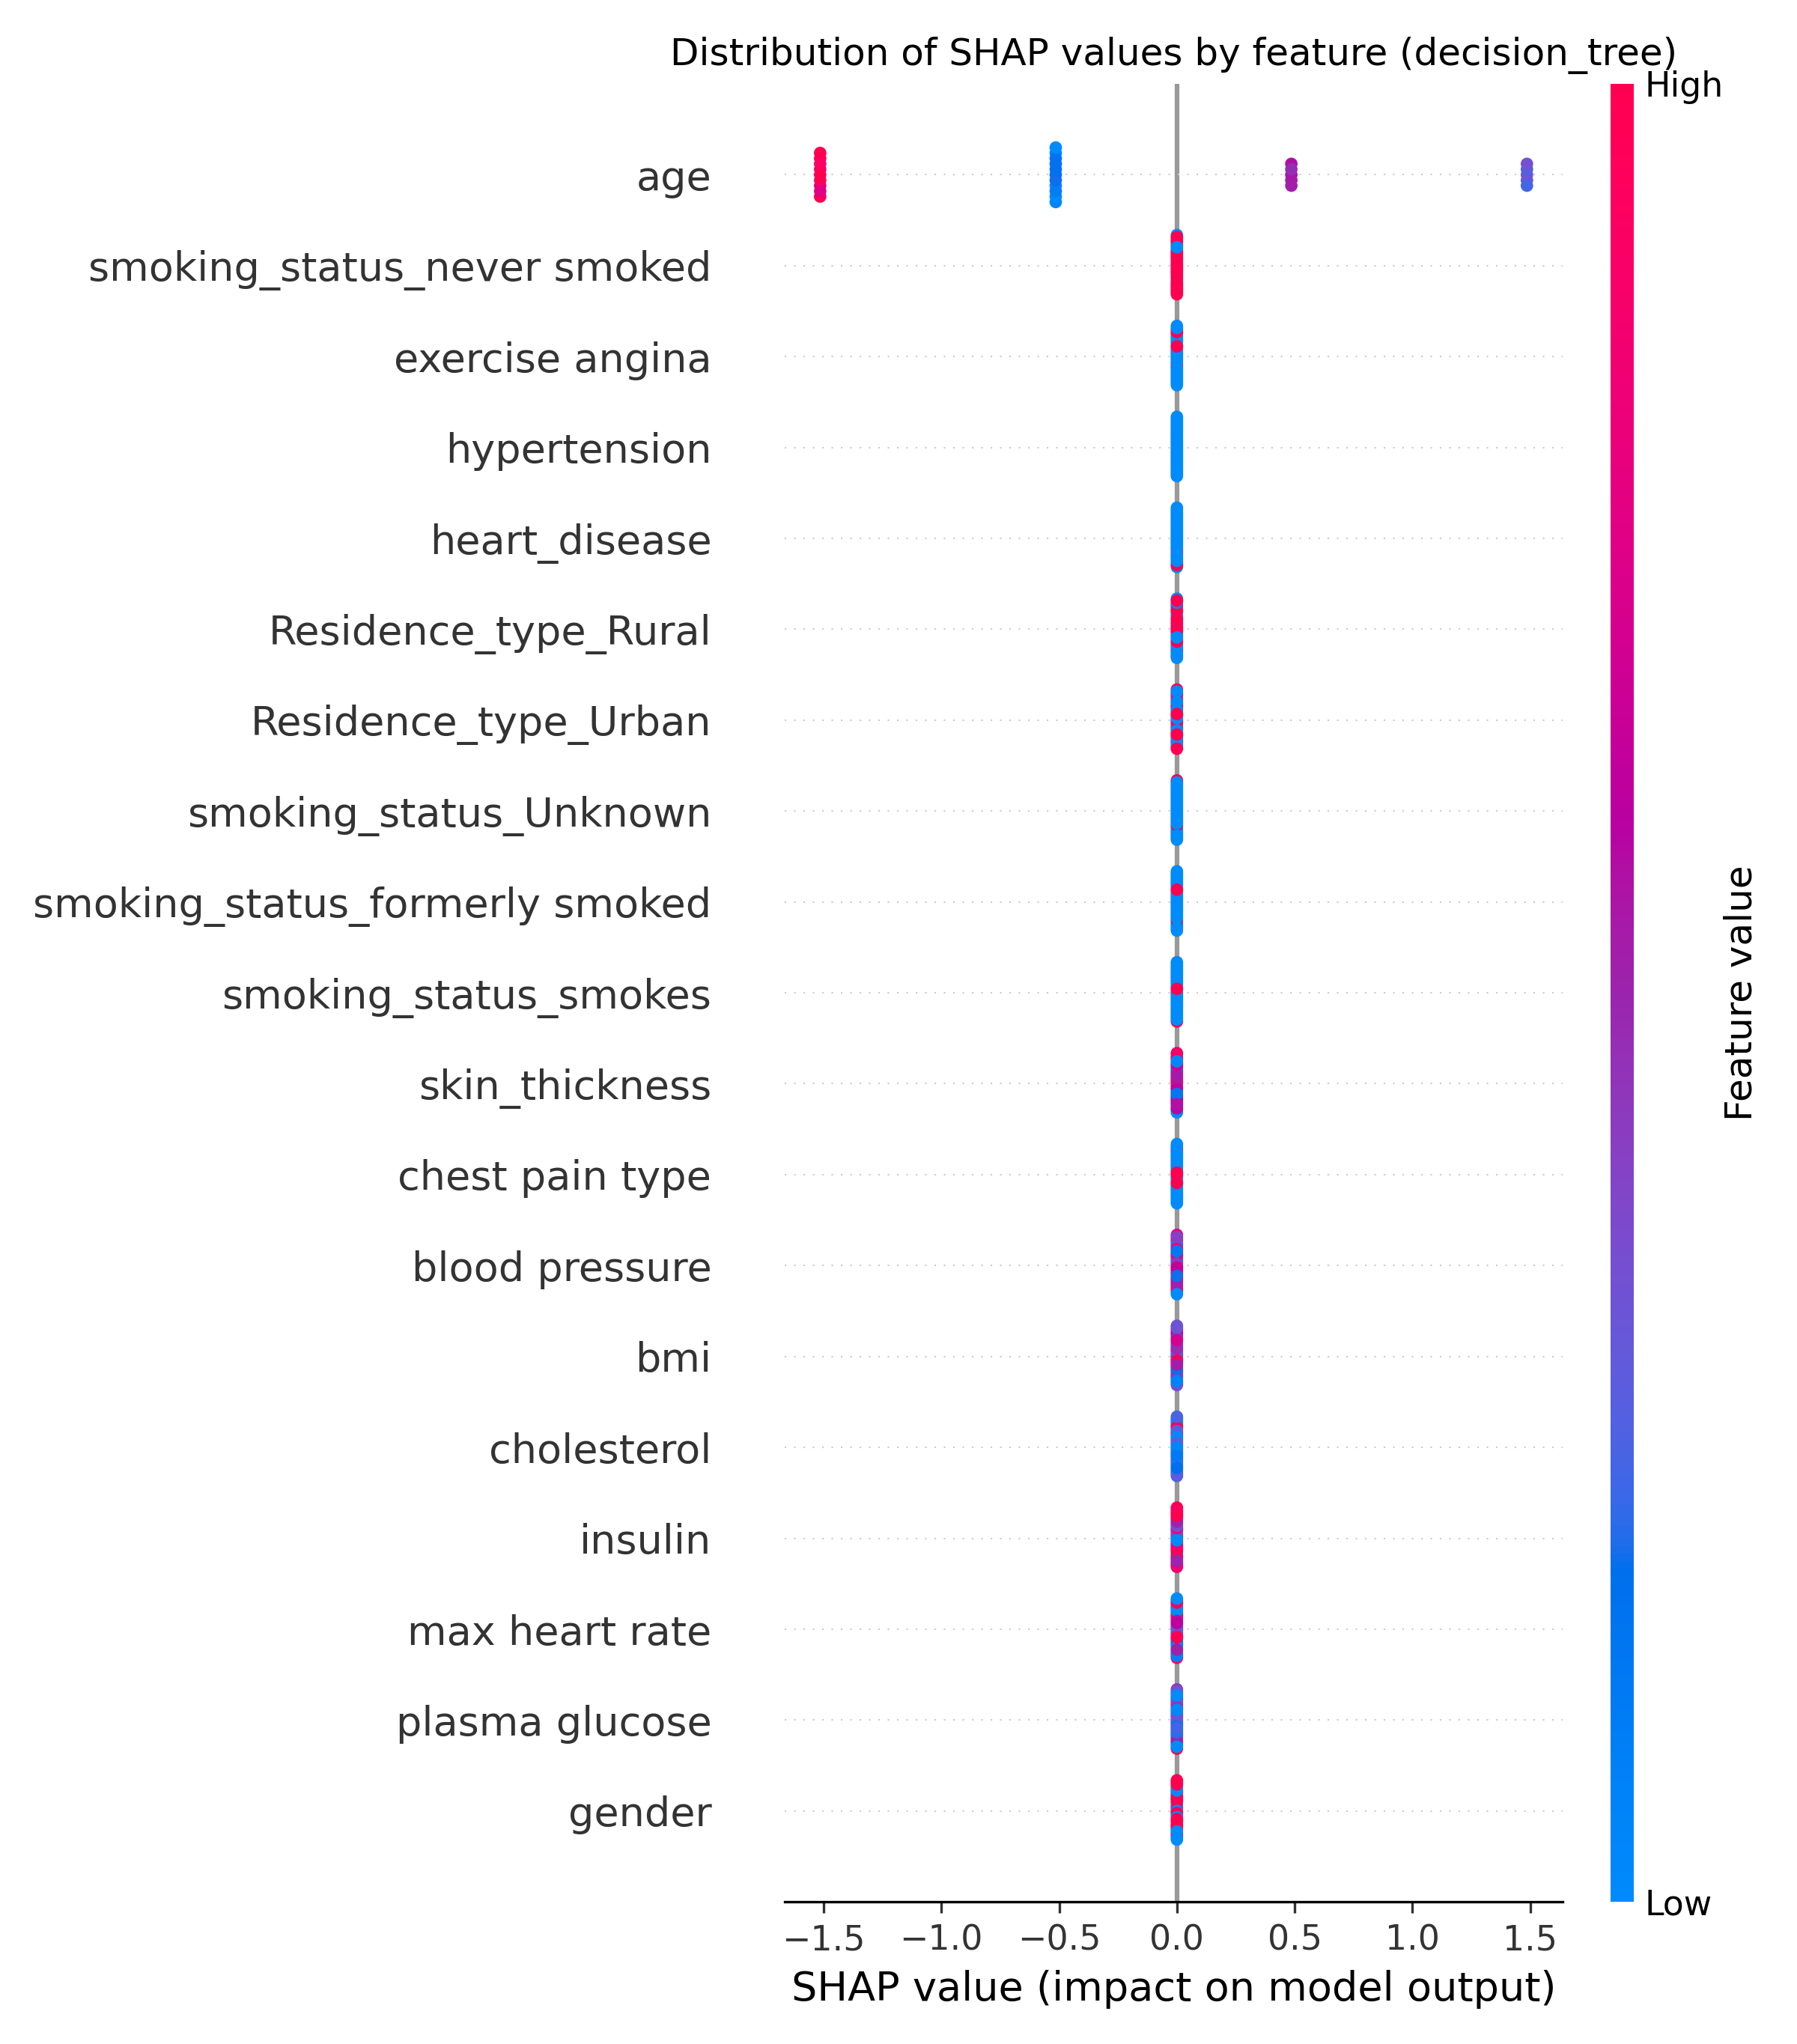 Distribution of SHAP values by feature (decision_tree)
High
age
smoking_status_never smoked
exercise angina
hypertension
heart_disease
Residence_type_Rural
Residence_type_Urban
smoking_status_Unknown
smoking_status_formerly smoked
smoking_status_smokes
skin_thickness
chest pain type
blood pressure
bmi
cholesterol
insulin
max heart rate
plasma glucose
gender
Feature value
Low
−1.5 −1.0 −0.5 0.0 0.5 1.0 1.5
SHAP value (impact on model output)